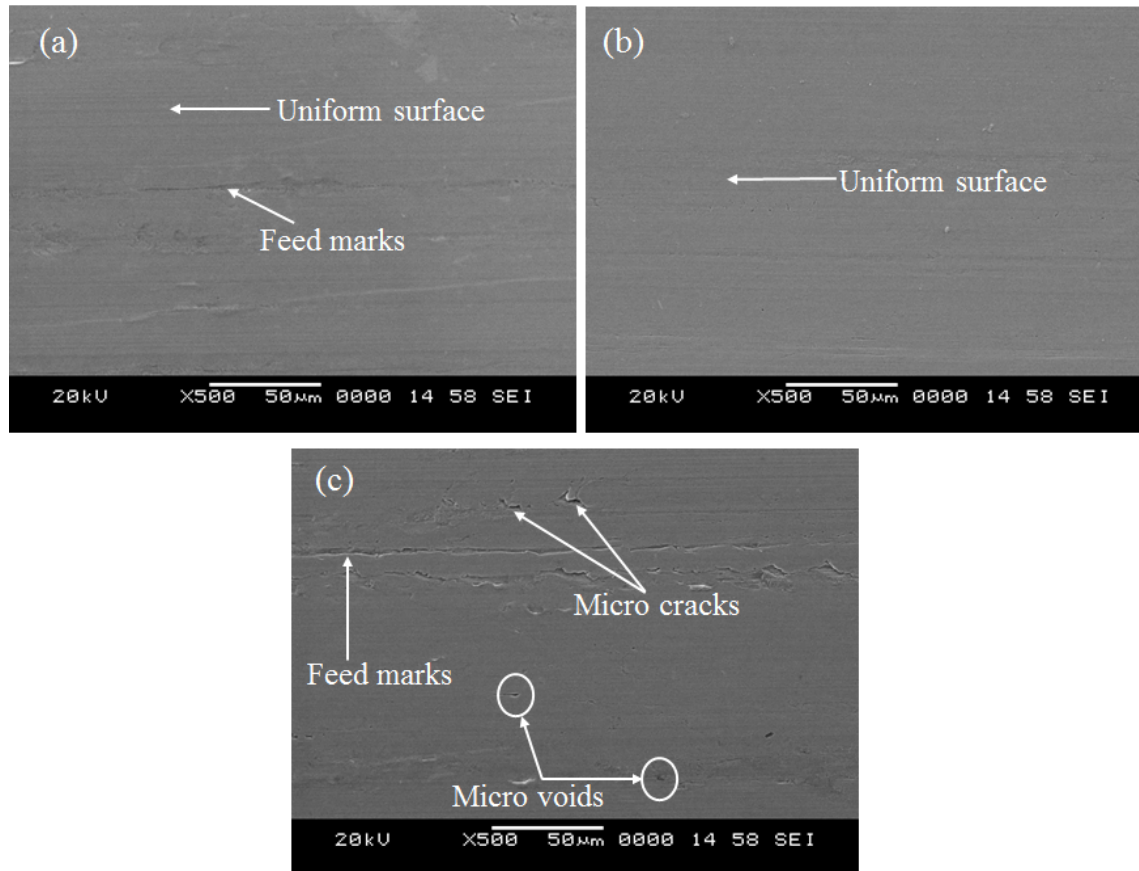 (a)
Uniform surface
Feed marks
20kV X500 50μm 0000 14 58 SEI
(b)
Uniform surface
20kV X500 50μm 0000 14 58 SEI
(c)
Micro cracks
Feed marks
Micro voids
20kV X500 50μm 0000 14 58 SEI